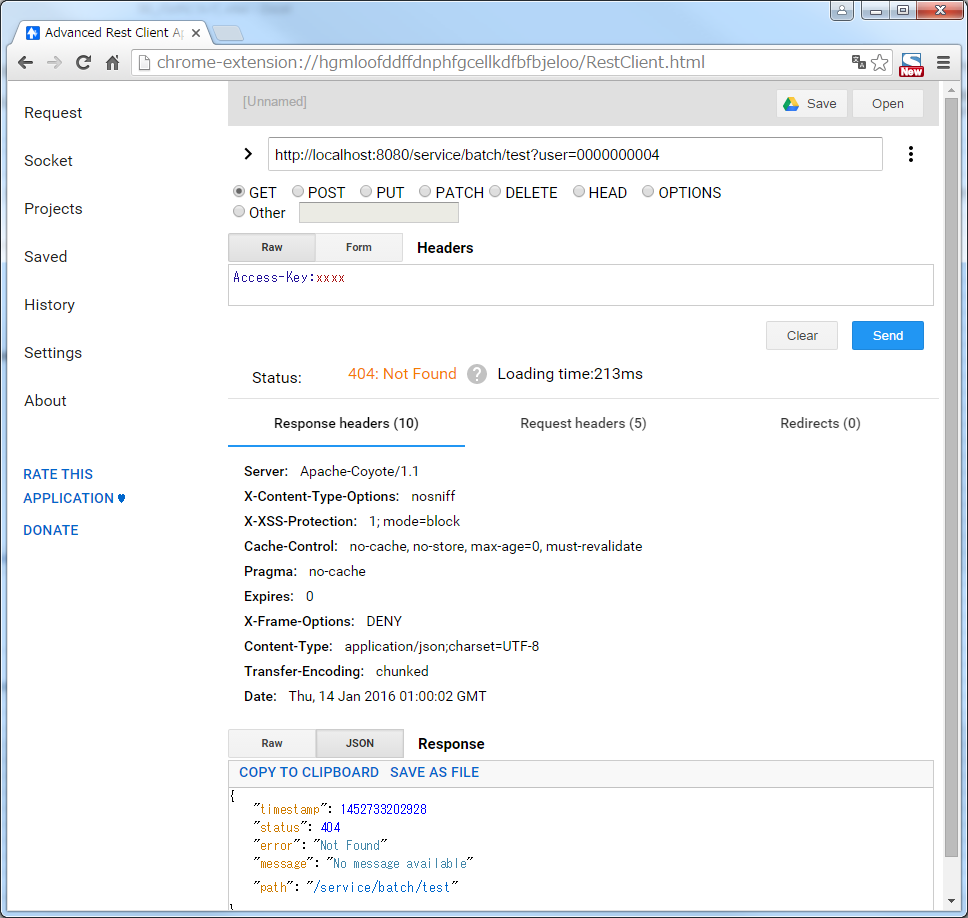 Advanced Rest Client Ap
chrome-extension://hgmloofddffdnphfgcellkdfbfbjeloo/RestClient.html
New
Request
Socket
Projects
Saved
History
Settings
About
RATE THIS
APPLICATION
DONATE
[Unnamed]
Save
Open
http://localhost:8080/service/batch/test?user=0000000004
GET POST PUT PATCH DELETE HEAD OPTIONS
Other
Raw Form Headers
Access-Key:xxxx
Clear Send
Status: 404: Not Found ? Loading time:213ms
Response headers (10) Request headers (5) Redirects (0)
Server: Apache-Coyote/1.1
X-Content-Type-Options: nosniff
X-XSS-Protection: 1; mode=block
Cache-Control: no-cache, no-store, max-age=0, must-revalidate
Pragma: no-cache
Expires: 0
X-Frame-Options: DENY
Content-Type: application/json;charset=UTF-8
Transfer-Encoding: chunked
Date: Thu, 14 Jan 2016 01:00:02 GMT
Raw JSON Response
COPY TO CLIPBOARD SAVE AS FILE
{
"timestamp": 1452733202928
"status": 404
"error": "Not Found"
"message": "No message available"
"path": "/service/batch/test"